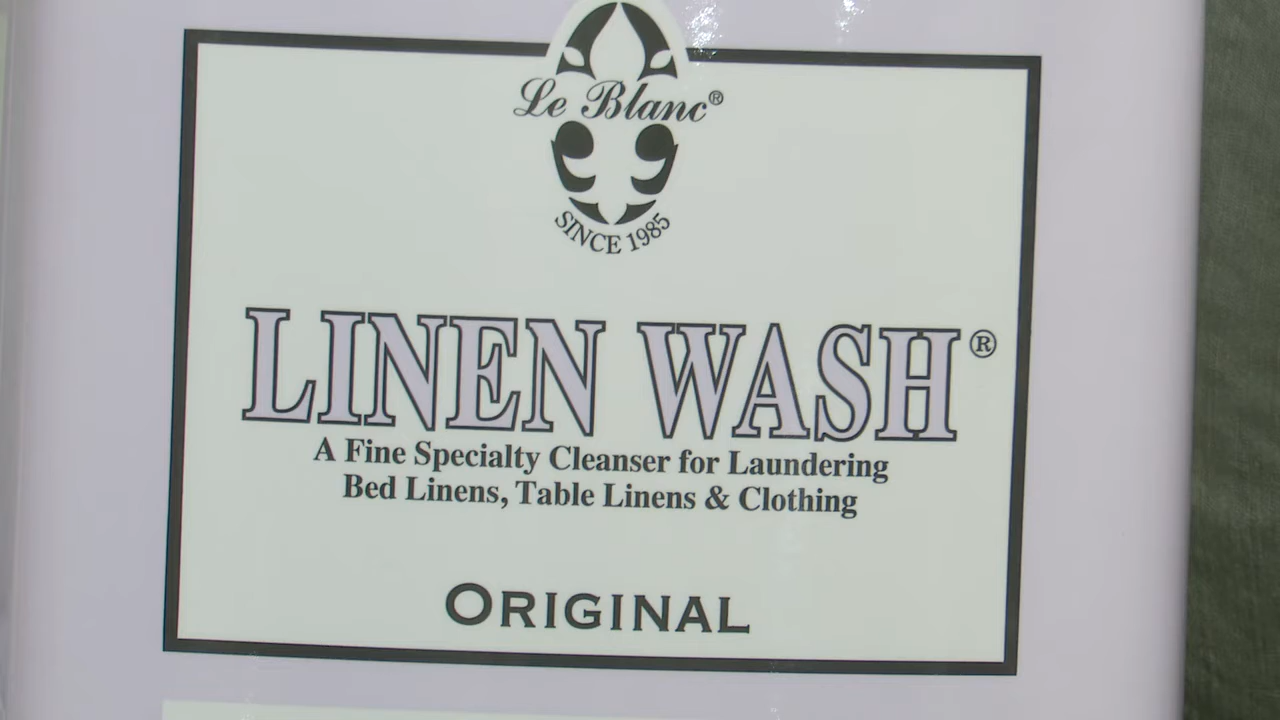 Le Blanc®
SINCE 1985
LINEN WASH®
A Fine Specialty Cleanser for Laundering
Bed Linens, Table Linens & Clothing
ORIGINAL